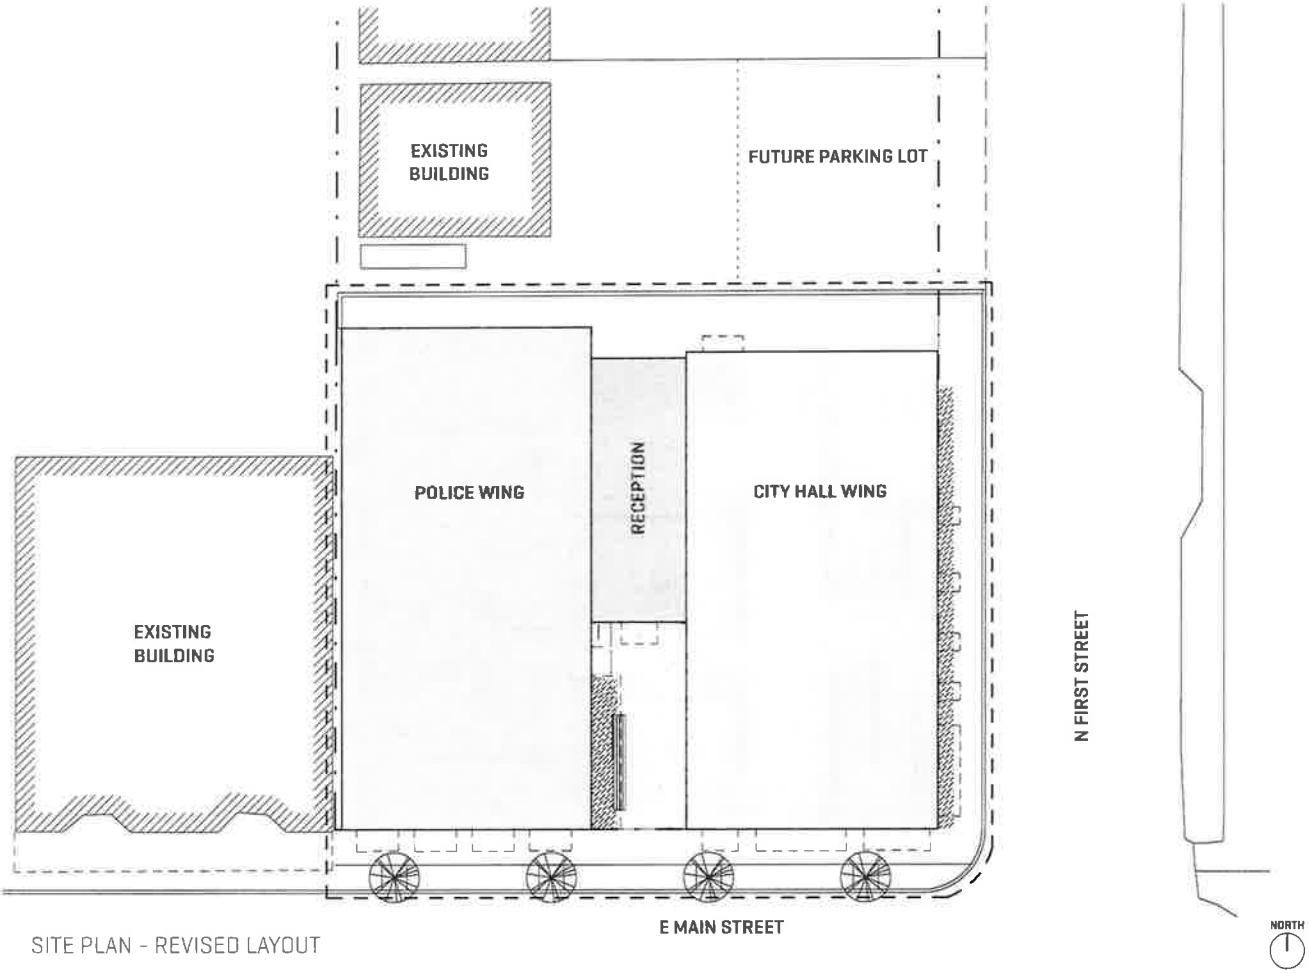 EXISTING
BUILDING
FUTURE PARKING LOT
POLICE WING
RECEPTION
CITY HALL WING
EXISTING
BUILDING
N FIRST STREET
E MAIN STREET
NORTH
SITE PLAN - REVISED LAYOUT